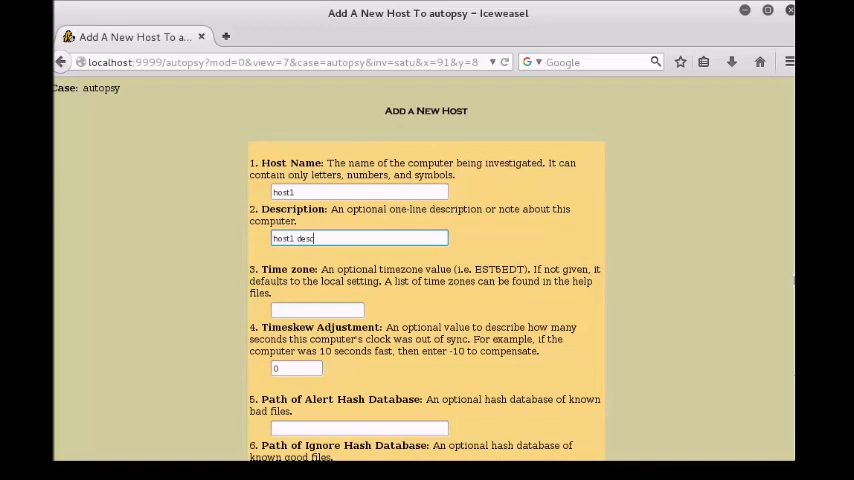 Add A New Host To autopsy - Iceweasel
Add A New Host To a...
localhost:9999/autopsy?mod=0&view=7&case=autopsy&inv=satu&x=91&y=8
Google
Case: autopsy
ADD A NEW HOST
1. Host Name: The name of the computer being investigated. It can
contain only letters, numbers, and symbols.
host1
2. Description: An optional one-line description or note about this
computer.
host1 desc
3. Time zone: An optional timezone value (i.e. EST5EDT). If not given, it
defaults to the local setting. A list of time zones can be found in the help
files.
4. Timeskew Adjustment: An optional value to describe how many
seconds this computer's clock was out of sync. For example, if the
computer was 10 seconds fast, then enter -10 to compensate.
0
5. Path of Alert Hash Database: An optional hash database of known
bad files.
6. Path of Ignore Hash Database: An optional hash database of
known good files.